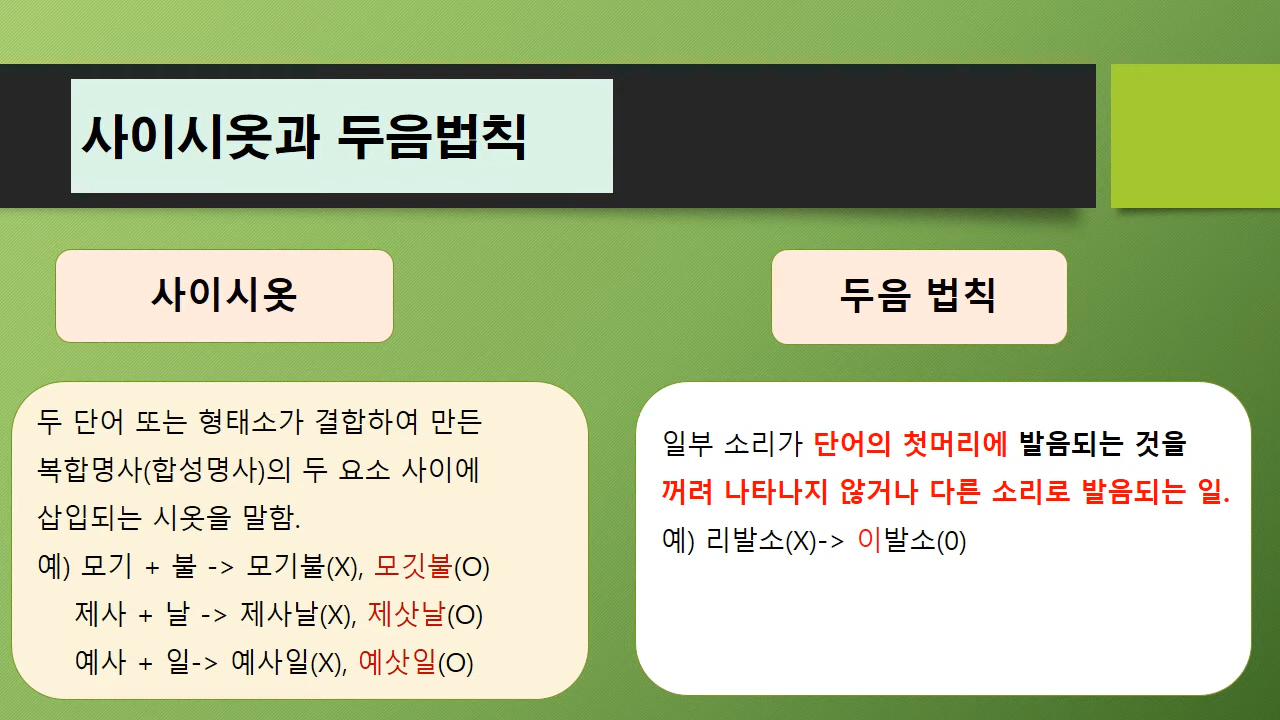 사이시옷과 두음법칙
사이시옷
두 단어 또는 형태소가 결합하여 만든
복합명사(합성명사)의 두 요소 사이에
삽입되는 시옷을 말함.
예) 모기 + 불 -> 모기불(X), 모깃불(O)
제사 + 날 -> 제사날(X), 제삿날(O)
예사 + 일-> 예사일(X), 예삿일(O)
두음 법칙
일부 소리가 단어의 첫머리에 발음되는 것을
꺼려 나타나지 않거나 다른 소리로 발음되는 일.
예) 리발소(X)-> 이발소(0)